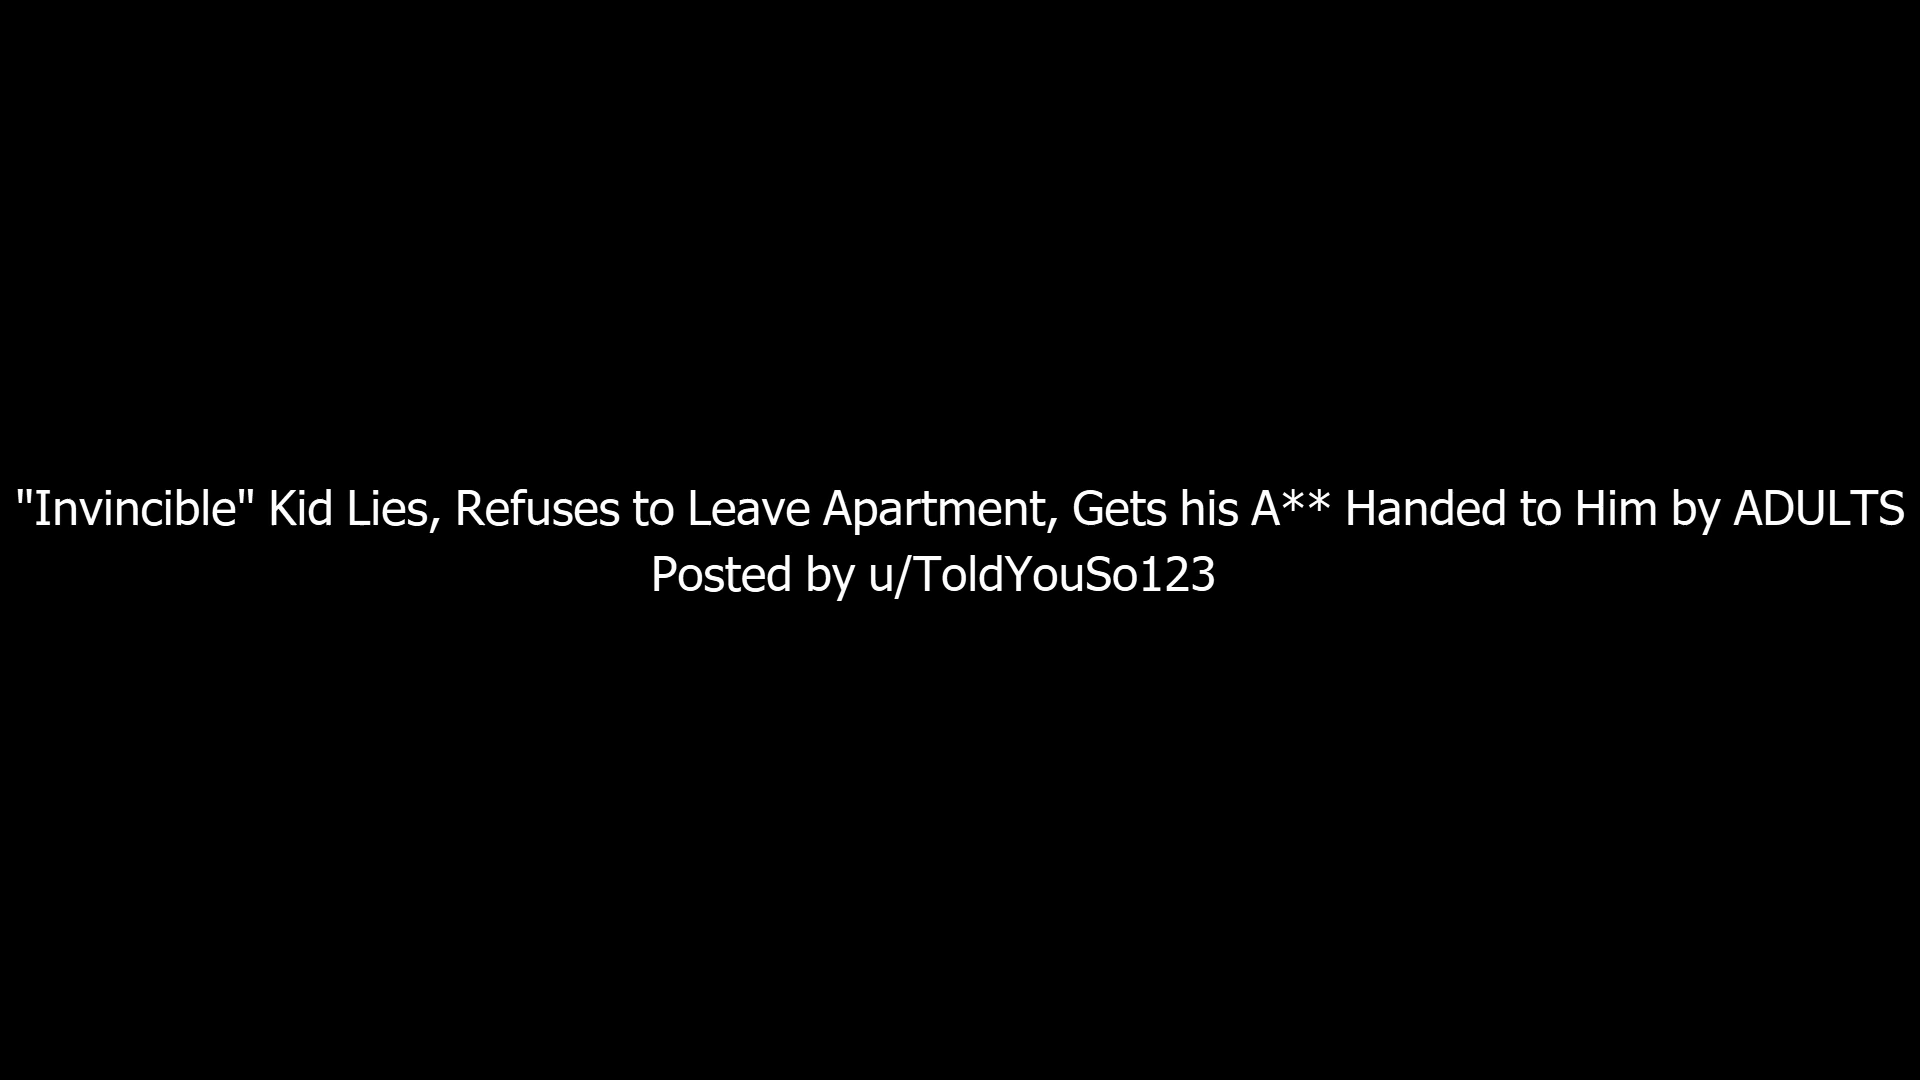 "Invincible" Kid Lies, Refuses to Leave Apartment, Gets his A** Handed to Him by ADULTS
Posted by u/ToldYouSo123